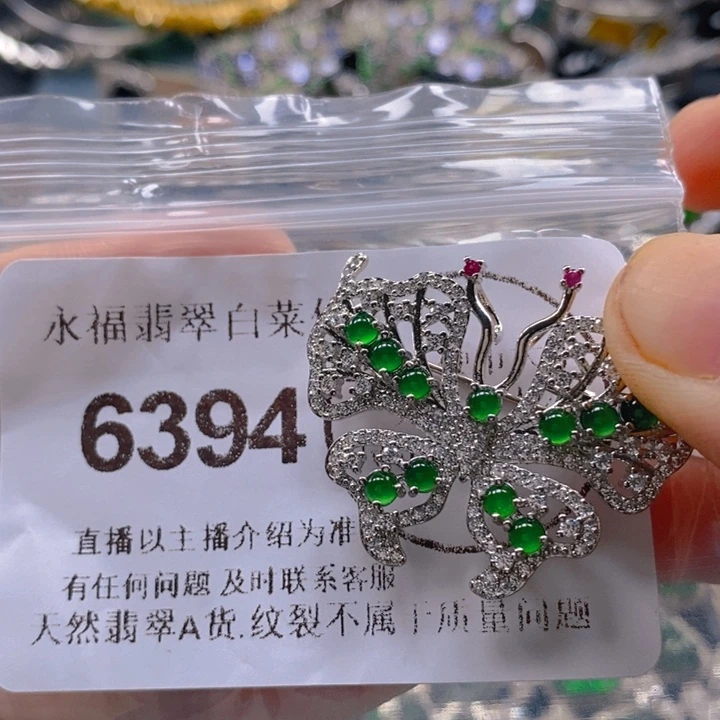 永福翡翠白菜
6394
直播以主播介绍为准
有任何问题 及时联系客服
天然翡翠A货.纹裂不属于质量问题